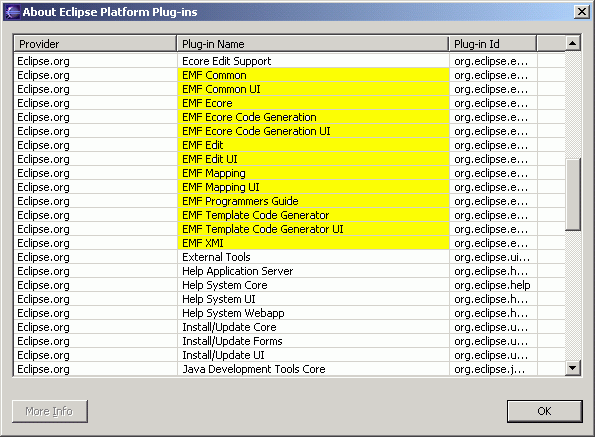 About Eclipse Platform Plug-ins
Provider Plug-in Name Plug-in Id
Eclipse.org Ecore Edit Support org.eclipse.e...
Eclipse.org EMF Common org.eclipse.e...
Eclipse.org EMF Common UI org.eclipse.e...
Eclipse.org EMF Ecore org.eclipse.e...
Eclipse.org EMF Ecore Code Generation org.eclipse.e...
Eclipse.org EMF Ecore Code Generation UI org.eclipse.e...
Eclipse.org EMF Edit org.eclipse.e...
Eclipse.org EMF Edit UI org.eclipse.e...
Eclipse.org EMF Mapping org.eclipse.e...
Eclipse.org EMF Mapping UI org.eclipse.e...
Eclipse.org EMF Programmers Guide org.eclipse.e...
Eclipse.org EMF Template Code Generator org.eclipse.e...
Eclipse.org EMF Template Code Generator UI org.eclipse.e...
Eclipse.org EMF XMI org.eclipse.e...
Eclipse.org External Tools org.eclipse.ui...
Eclipse.org Help Application Server org.eclipse.h...
Eclipse.org Help System Core org.eclipse.help
Eclipse.org Help System UI org.eclipse.h...
Eclipse.org Help System Webapp org.eclipse.h...
Eclipse.org Install/Update Core org.eclipse.u...
Eclipse.org Install/Update Forms org.eclipse.u...
Eclipse.org Install/Update UI org.eclipse.u...
Eclipse.org Java Development Tools Core org.eclipse.j...
More Info OK